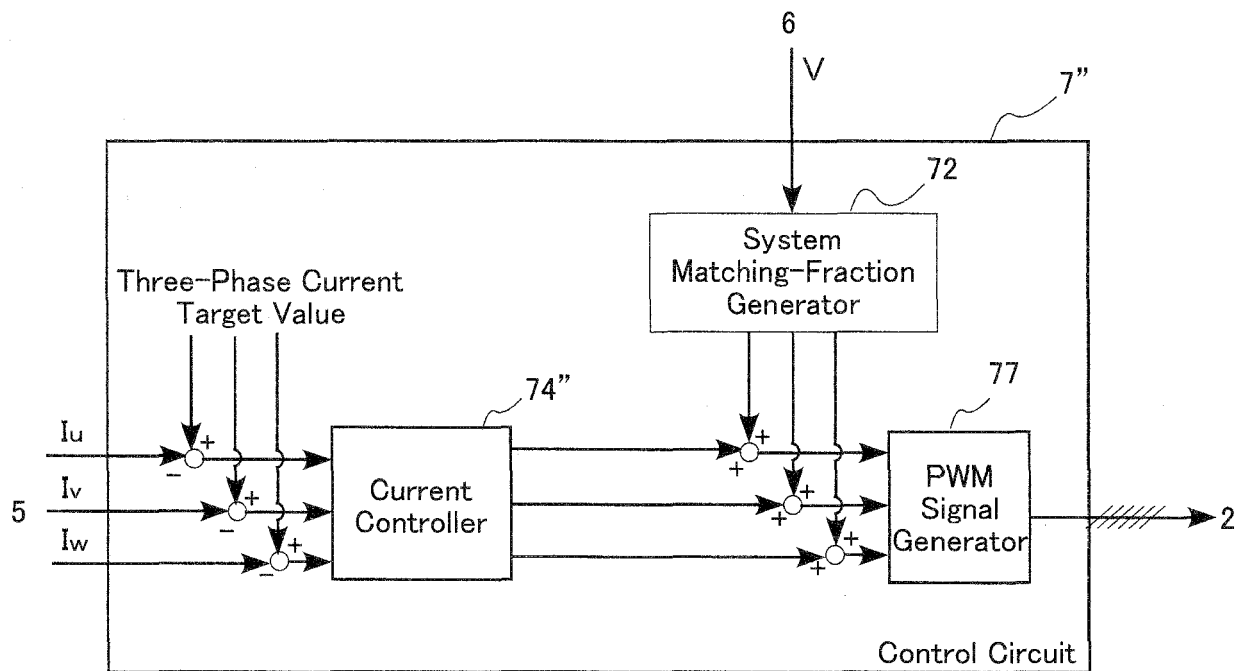 6
V
7”
72
System
Matching-Fraction
Generator
Three-Phase Current
Target Value
74”
77
Iu
+
−
Iv
+
−
Iw
+
−
5
Current
Controller
+
+
+
+
+
+
PWM
Signal
Generator
2
Control Circuit